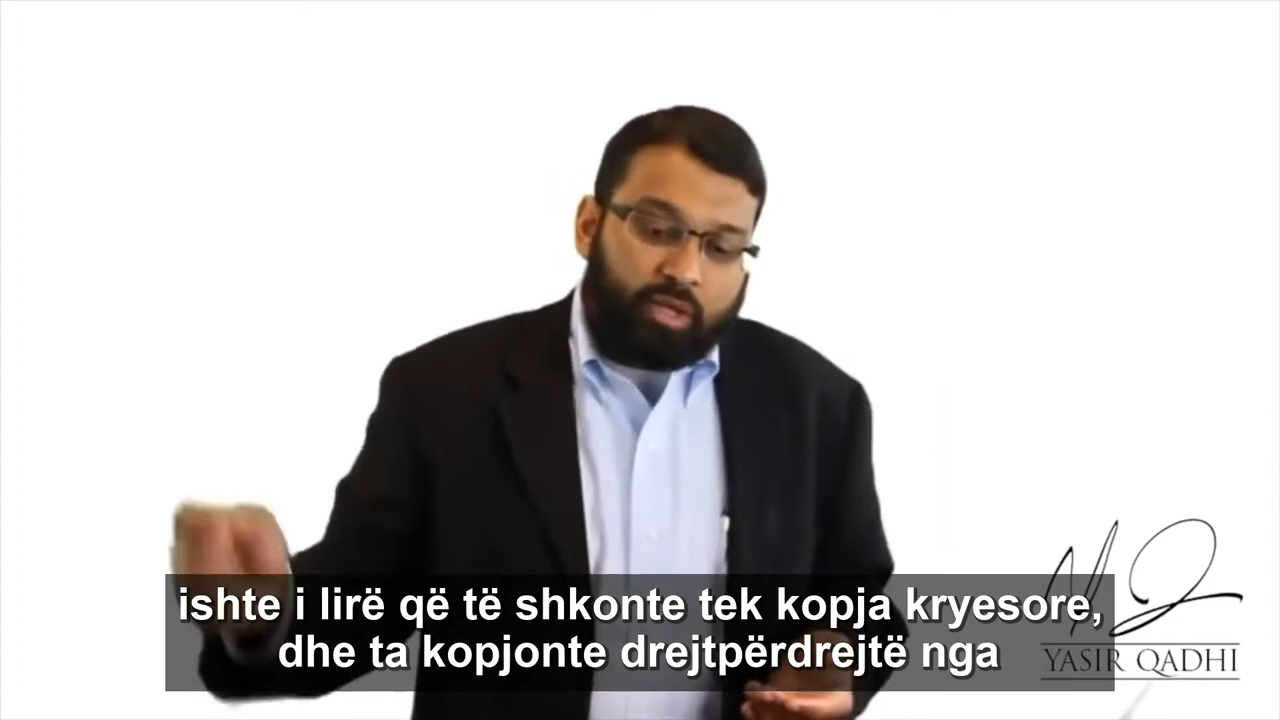 ishte i lirë që të shkonte tek kopja kryesore,
dhe ta kopjonte drejtpërdrejtë nga
YASIR QADHI